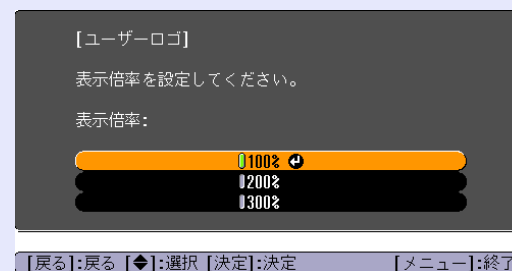 [ユーザーロゴ]
表示倍率を設定してください。
表示倍率:
100%
200%
300%
[戻る]:戻る [◆]:選択 [決定]:決定 [メニュー]:終了